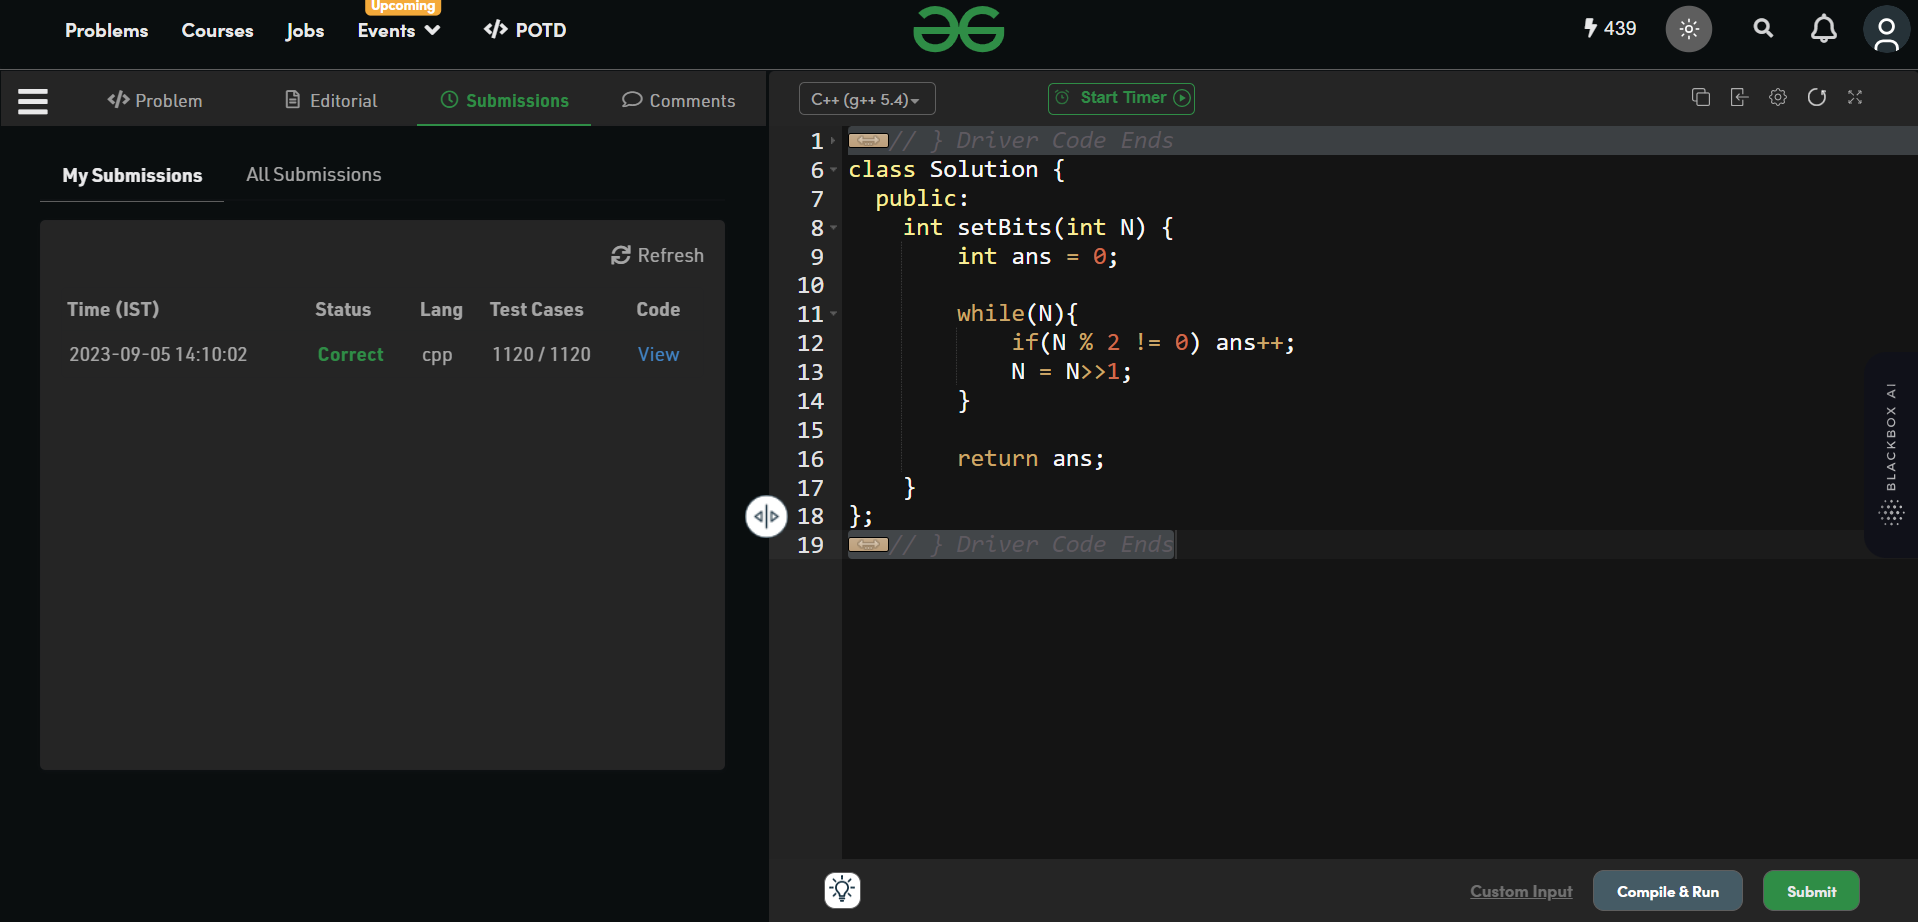 Upcoming
Problems Courses Jobs Events POTD
439
Problem Editorial Submissions Comments
My Submissions All Submissions
Refresh
Time (IST) Status Lang Test Cases Code
2023-09-05 14:10:02 Correct cpp 1120 / 1120 View
C++ (g++ 5.4)
Start Timer
1 // } Driver Code Ends
6 class Solution {
7 public:
8 int setBits(int N) {
9 int ans = 0;
10
11 while(N){
12 if(N % 2 != 0) ans++;
13 N = N>>1;
14 }
15
16 return ans;
17 }
18 };
19 // } Driver Code Ends
BLACKBOX AI
Custom Input Compile & Run Submit